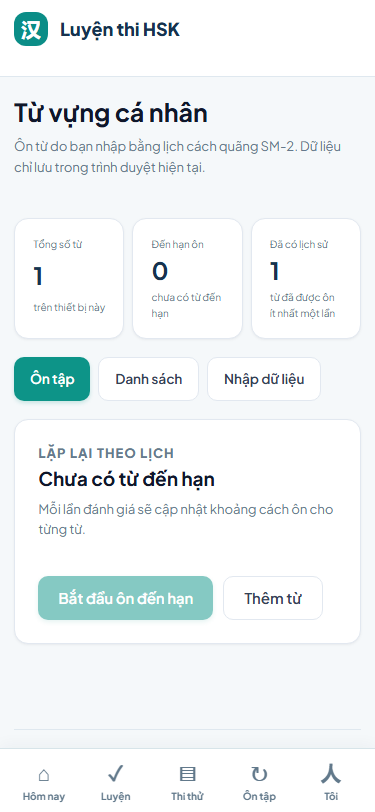 汉 Luyện thi HSK
Từ vựng cá nhân
Ôn từ do bạn nhập bằng lịch cách quãng SM-2. Dữ liệu
chỉ lưu trong trình duyệt hiện tại.
Tổng số từ
1
trên thiết bị này
Đến hạn ôn
0
chưa có từ đến
hạn
Đã có lịch sử
1
từ đã được ôn
ít nhất một lần
Ôn tập
Danh sách
Nhập dữ liệu
LẶP LẠI THEO LỊCH
Chưa có từ đến hạn
Mỗi lần đánh giá sẽ cập nhật khoảng cách ôn cho
từng từ.
Bắt đầu ôn đến hạn
Thêm từ
Hôm nay
Luyện
Thi thử
Ôn tập
人
Tôi